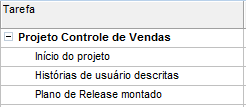 Tarefa
Projeto Controle de Vendas
Início do projeto
Histórias de usuário descritas
Plano de Release montado